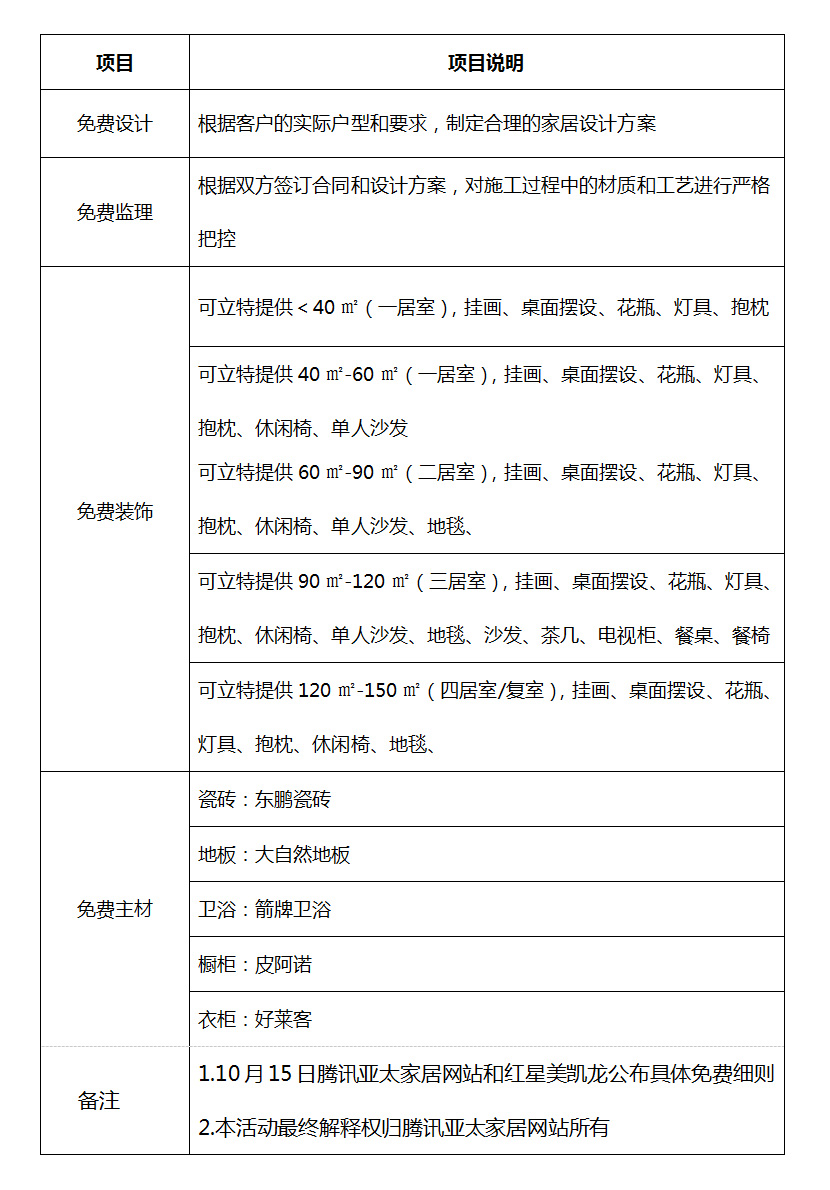 项目 项目说明
免费设计 根据客户的实际户型和要求，制定合理的家居设计方案
免费监理 根据双方签订合同和设计方案，对施工过程中的材质和工艺进行严格
把控
免费装饰
可立特提供＜40 ㎡（一居室），挂画、桌面摆设、花瓶、灯具、抱枕
可立特提供 40 ㎡-60 ㎡（一居室），挂画、桌面摆设、花瓶、灯具、
抱枕、休闲椅、单人沙发
可立特提供 60 ㎡-90 ㎡（二居室），挂画、桌面摆设、花瓶、灯具、
抱枕、休闲椅、单人沙发、地毯、
可立特提供 90 ㎡-120 ㎡（三居室），挂画、桌面摆设、花瓶、灯具、
抱枕、休闲椅、单人沙发、地毯、沙发、茶几、电视柜、餐桌、餐椅
可立特提供 120 ㎡-150 ㎡（四居室/复室），挂画、桌面摆设、花瓶、
灯具、抱枕、休闲椅、地毯、
免费主材
瓷砖：东鹏瓷砖
地板：大自然地板
卫浴：箭牌卫浴
橱柜：皮阿诺
衣柜：好莱客
备注
1.10 月 15 日腾讯亚太家居网站和红星美凯龙公布具体免费细则
2.本活动最终解释权归腾讯亚太家居网站所有